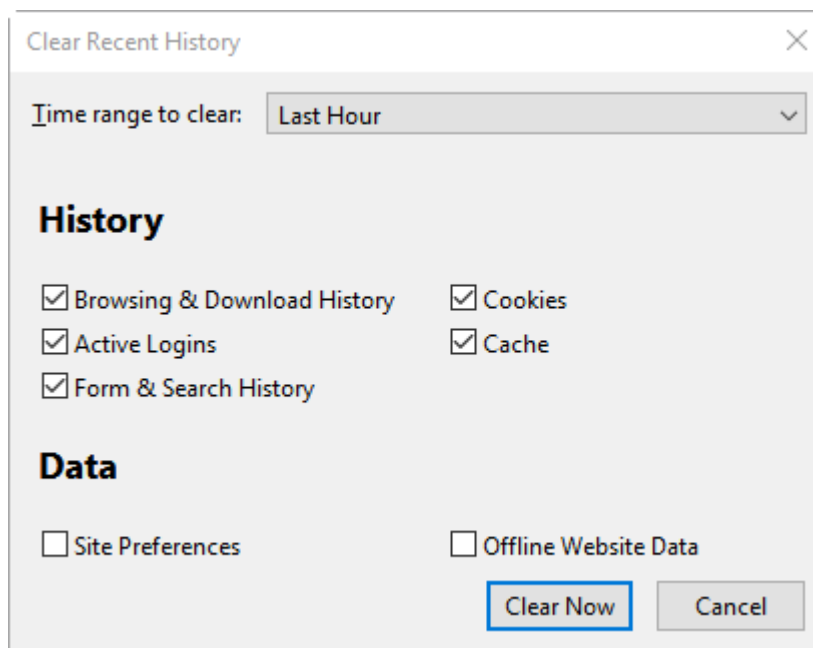 Clear Recent History
Time range to clear: Last Hour
History
Browsing & Download History Cookies
Active Logins Cache
Form & Search History
Data
Site Preferences Offline Website Data
Clear Now Cancel